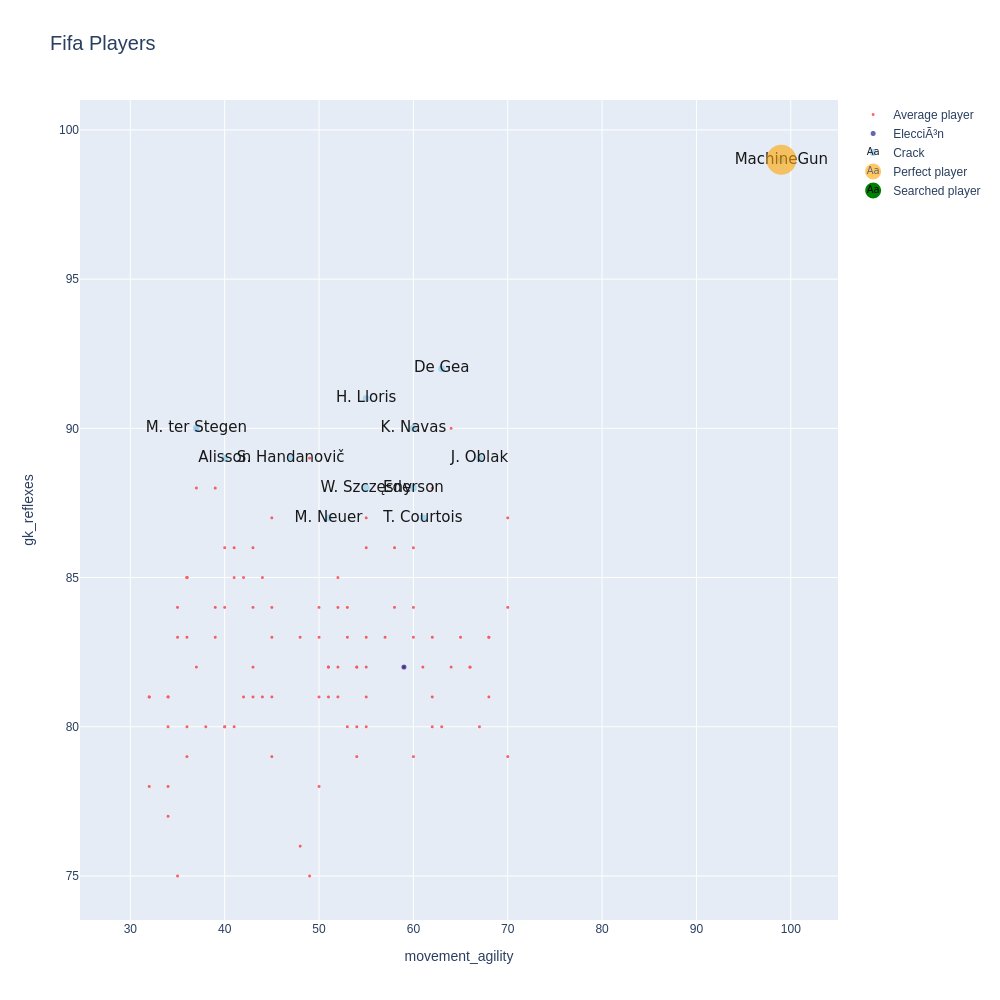 Fifa Players
Average player
ElecciÃ³n
Aa Crack
Aa Perfect player
Aa Searched player
100
95
90
85
80
75
gk_reflexes
MachineGun
De Gea
H. Lloris
M. ter Stegen
K. Navas
Alisson
S. Handanovič
J. Oblak
W. Szczęsny
Ederson
M. Neuer
T. Courtois
30
40
50
60
70
80
90
100
movement_agility